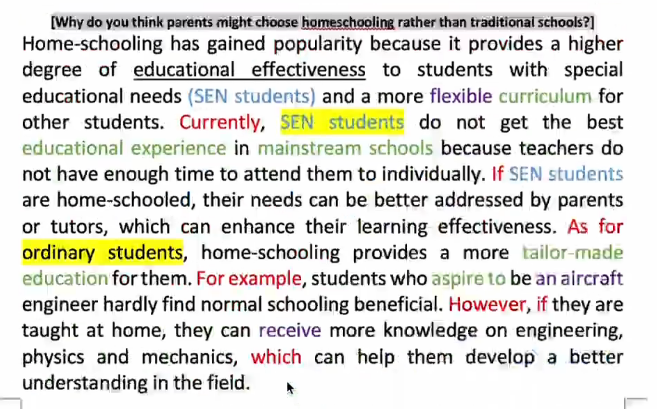 [Why do you think parents might choose homeschooling rather than traditional schools?]
Home-schooling has gained popularity because it provides a higher
degree of educational effectiveness to students with special
educational needs (SEN students) and a more flexible curriculum for
other students. Currently, SEN students do not get the best
educational experience in mainstream schools because teachers do
not have enough time to attend them to individually. If SEN students
are home-schooled, their needs can be better addressed by parents
or tutors, which can enhance their learning effectiveness. As for
ordinary students, home-schooling provides a more tailor-made
education for them. For example, students who aspire to be an aircraft
engineer hardly find normal schooling beneficial. However, if they are
taught at home, they can receive more knowledge on engineering,
physics and mechanics, which can help them develop a better
understanding in the field.